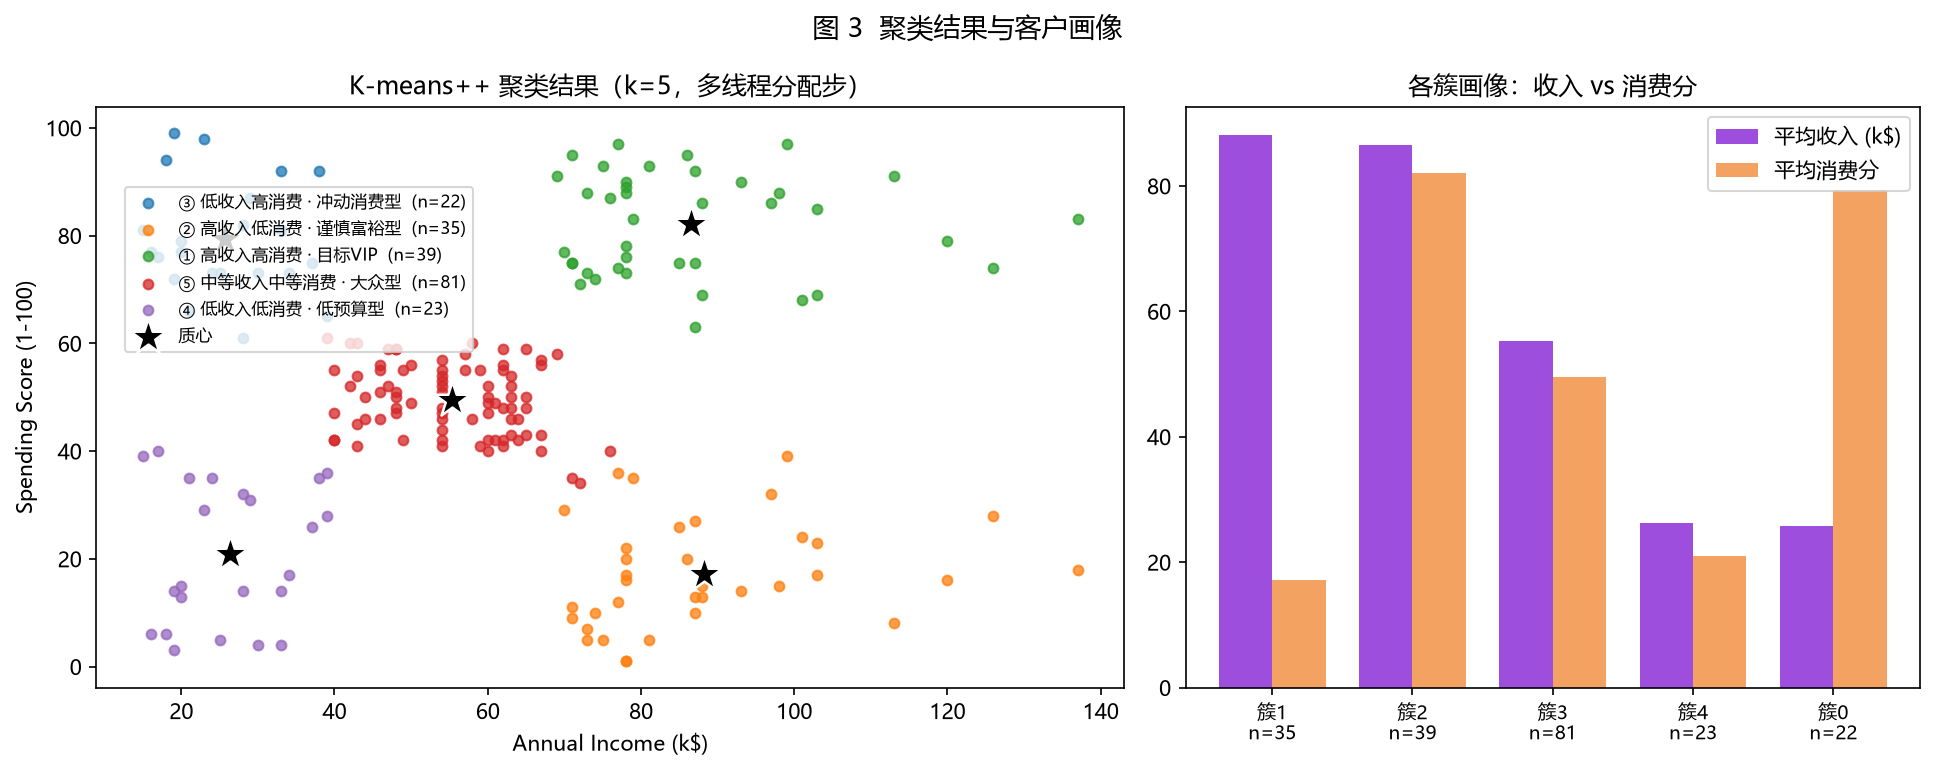 图 3  聚类结果与客户画像
K-means++ 聚类结果（k=5，多线程分配步）
100
80
60
40
20
0
Spending Score (1-100)
③ 低收入高消费 · 冲动消费型  (n=22)
② 高收入低消费 · 谨慎富裕型  (n=35)
① 高收入高消费 · 目标VIP  (n=39)
⑤ 中等收入中等消费 · 大众型  (n=81)
④ 低收入低消费 · 低预算型  (n=23)
质心
20 40 60 80 100 120 140
Annual Income (k$)
各簇画像：收入 vs 消费分
平均收入 (k$)
平均消费分
80
60
40
20
0
簇1 簇2 簇3 簇4 簇0
n=35 n=39 n=81 n=23 n=22